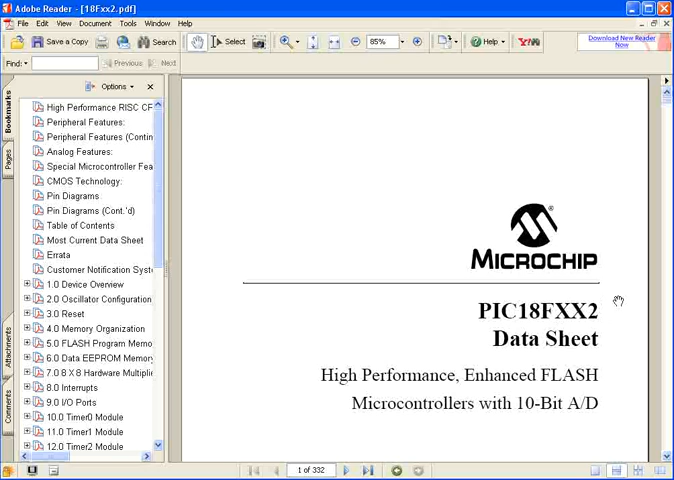 Adobe Reader - [18Fxx2.pdf]
File Edit View Document Tools Window Help
Save a Copy Search Select 85% Help Y! Download New Reader Now
Find: Previous Next
Options
Bookmarks
Pages
Attachments
Comments
High Performance RISC CF
Peripheral Features:
Peripheral Features (Contin
Analog Features:
Special Microcontroller Fea
CMOS Technology:
Pin Diagrams
Pin Diagrams (Cont.'d)
Table of Contents
Most Current Data Sheet
Errata
Customer Notification Syst
1.0 Device Overview
2.0 Oscillator Configuration
3.0 Reset
4.0 Memory Organization
5.0 FLASH Program Memo
6.0 Data EEPROM Memory
7.0 8 X 8 Hardware Multiplie
8.0 Interrupts
9.0 I/O Ports
10.0 Timer0 Module
11.0 Timer1 Module
12.0 Timer2 Module
MICROCHIP
PIC18FXX2
Data Sheet
High Performance, Enhanced FLASH
Microcontrollers with 10-Bit A/D
1 of 332